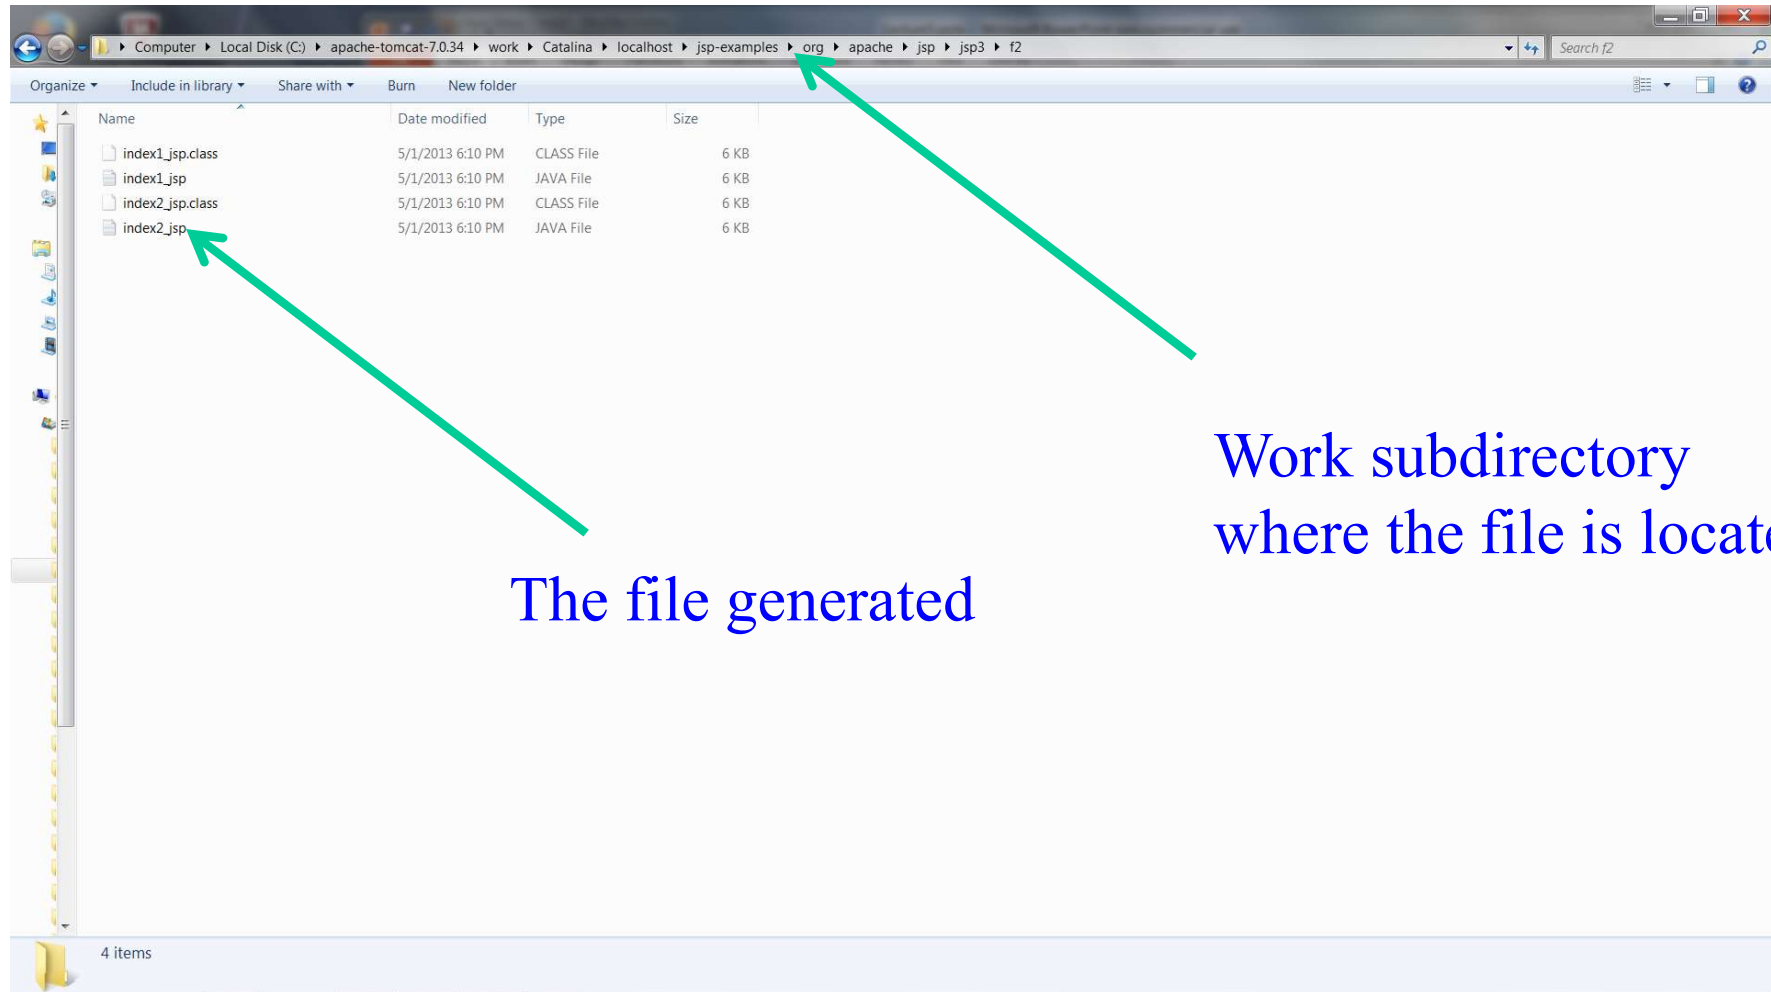 Computer Local Disk (C:) apache-tomcat-7.0.34 work Catalina localhost jsp-examples org apache jsp jsp3 f2 Search f2
Organize Include in library Share with Burn New folder
Name Date modified Type Size
index1_jsp.class 5/1/2013 6:10 PM CLASS File 6 KB
index1_jsp 5/1/2013 6:10 PM JAVA File 6 KB
index2_jsp.class 5/1/2013 6:10 PM CLASS File 6 KB
index2_jsp 5/1/2013 6:10 PM JAVA File 6 KB
Work subdirectory
where the file is locate
The file generated
4 items